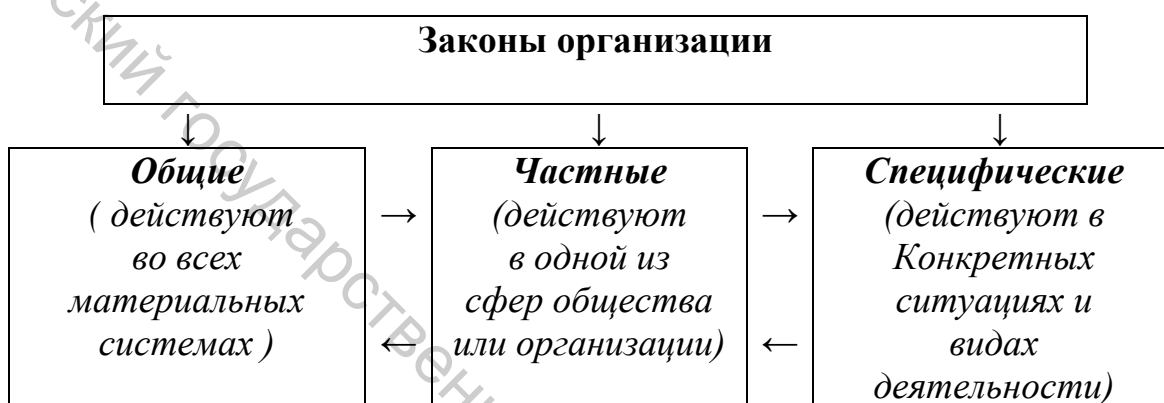 Законы организации
↓ ↓ ↓
Общие
( действуют
во всех
материальных
системах )
→
←
Частные
(действуют
в одной из
сфер общества
или организации)
→
←
Специфические
(действуют в
Конкретных
ситуациях и
видах
деятельности)
государствен